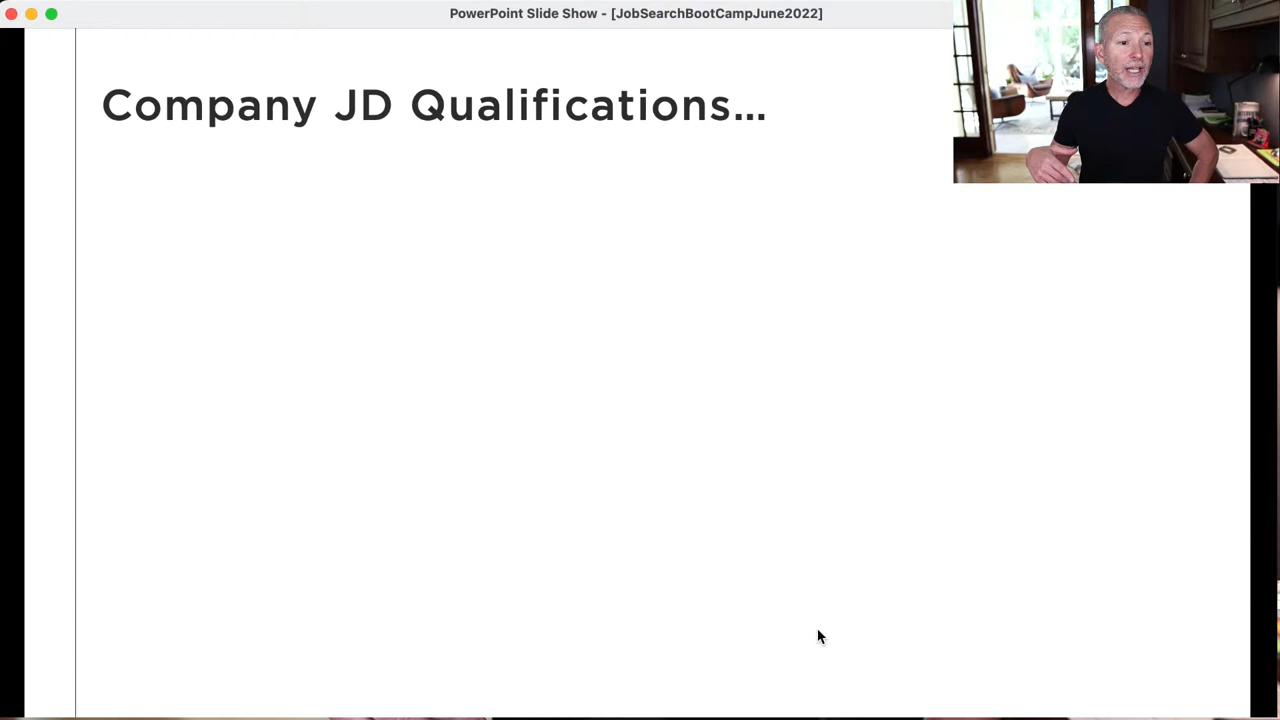 PowerPoint Slide Show - [JobSearchBootCampJune2022]
Company JD Qualifications...